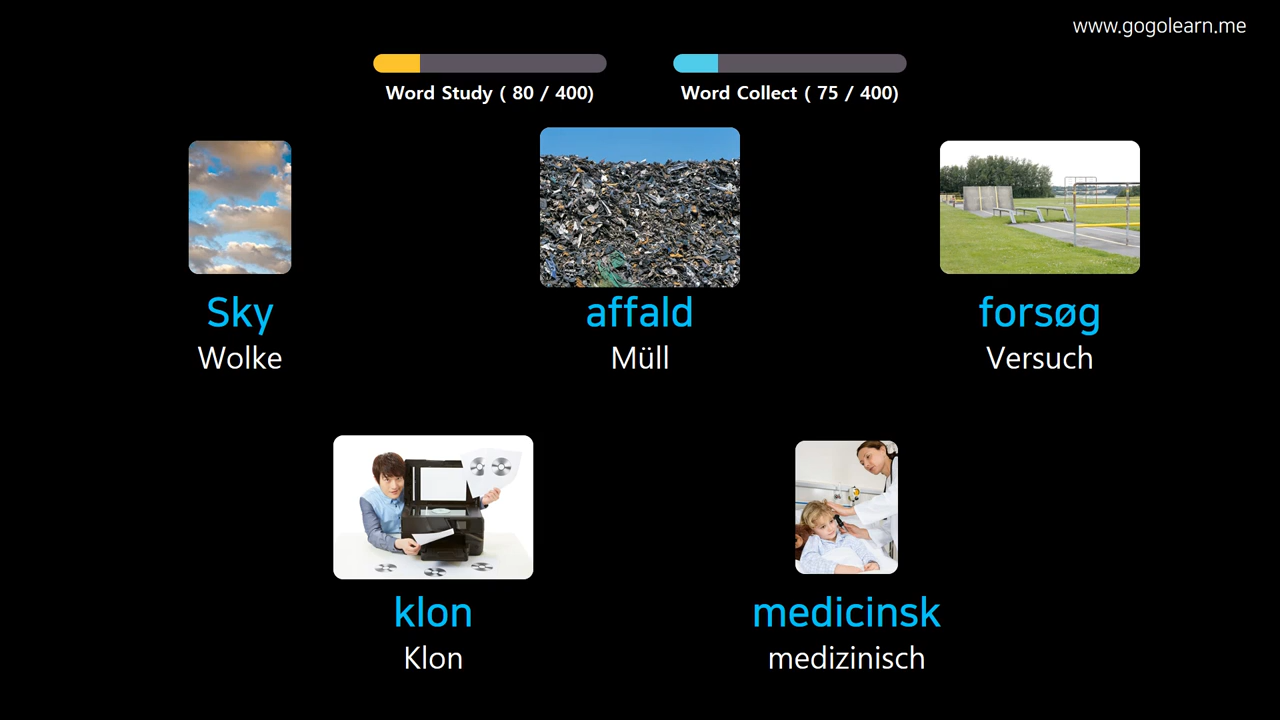 www.gogolearn.me
Word Study ( 80 / 400)
Word Collect ( 75 / 400)
Sky
Wolke
affald
Müll
forsøg
Versuch
klon
Klon
medicinsk
medizinisch